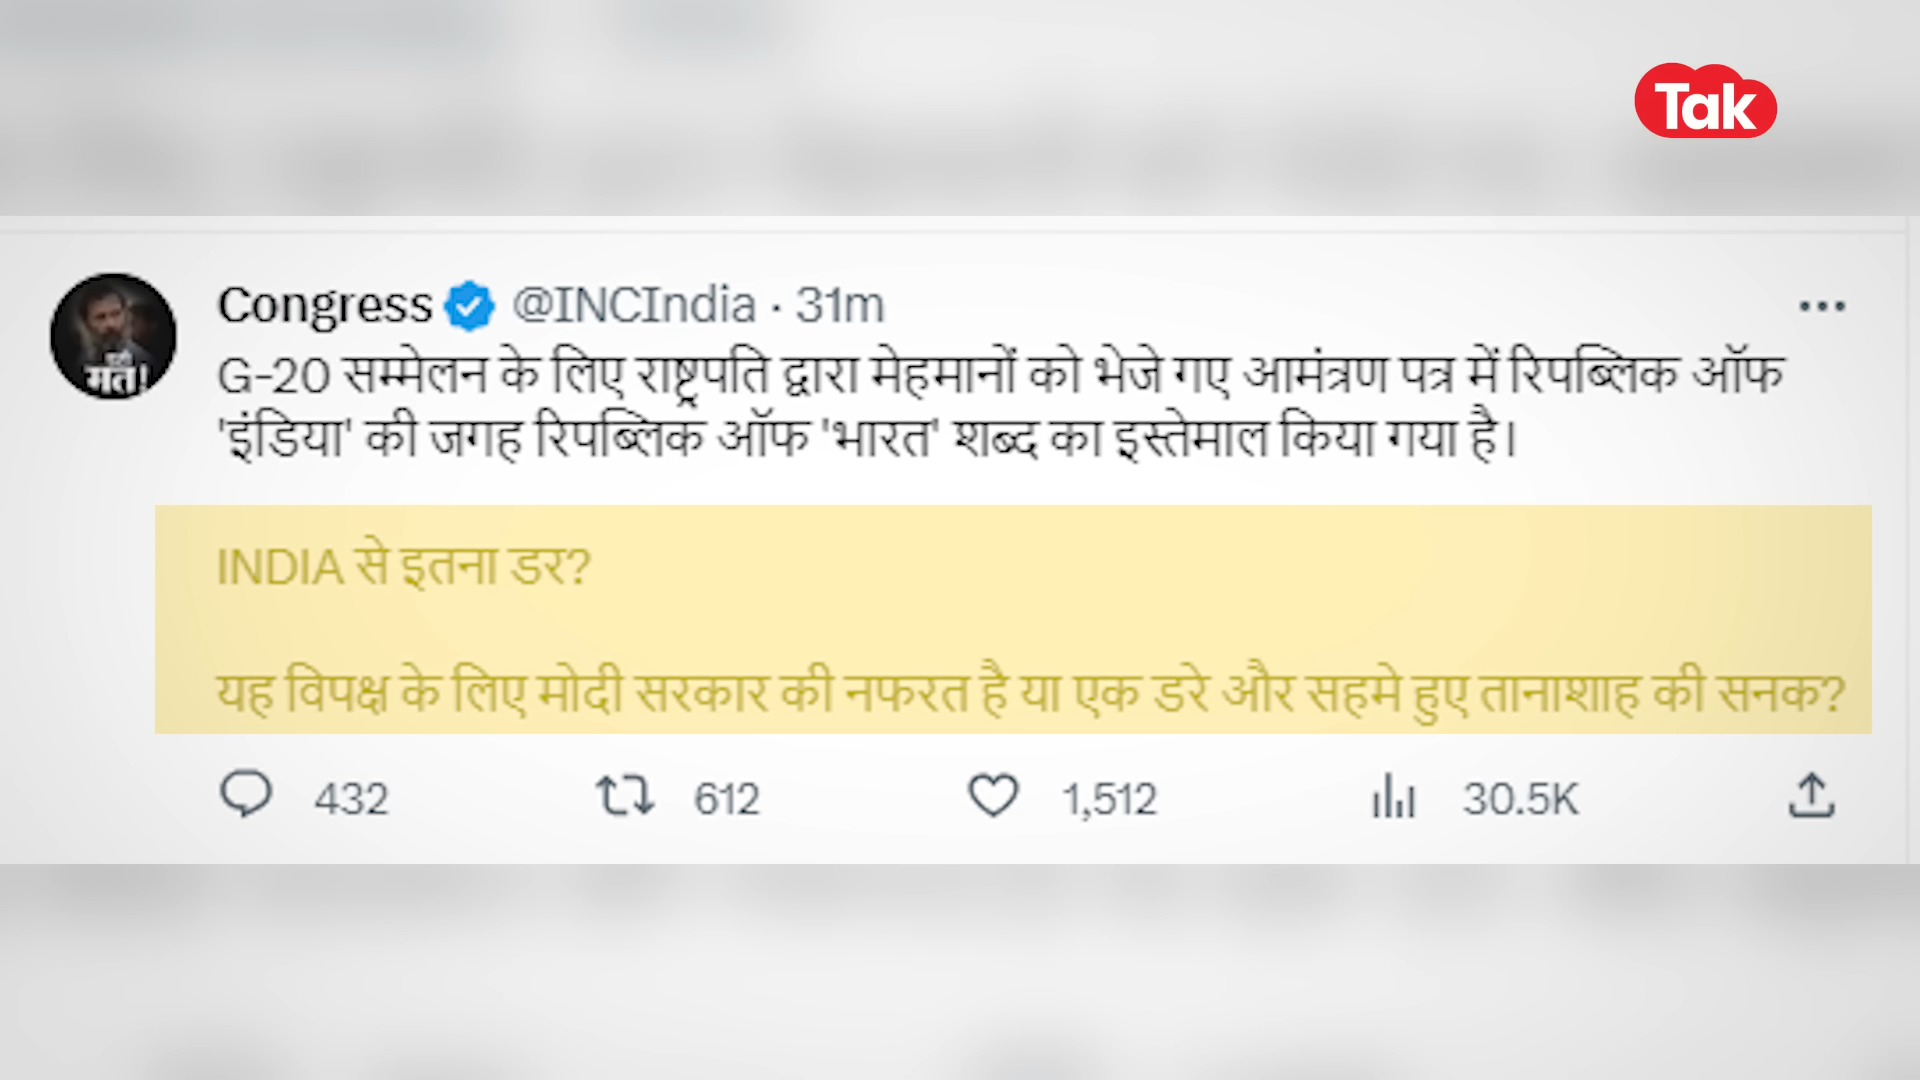 Tak
Congress @INCIndia · 31m
G-20 सम्मेलन के लिए राष्ट्रपति द्वारा मेहमानों को भेजे गए आमंत्रण पत्र में रिपब्लिक ऑफ
'इंडिया' की जगह रिपब्लिक ऑफ 'भारत' शब्द का इस्तेमाल किया गया है।
INDIA से इतना डर?
यह विपक्ष के लिए मोदी सरकार की नफरत है या एक डरे और सहमे हुए तानाशाह की सनक?
432 612 1,512 30.5K
मत!